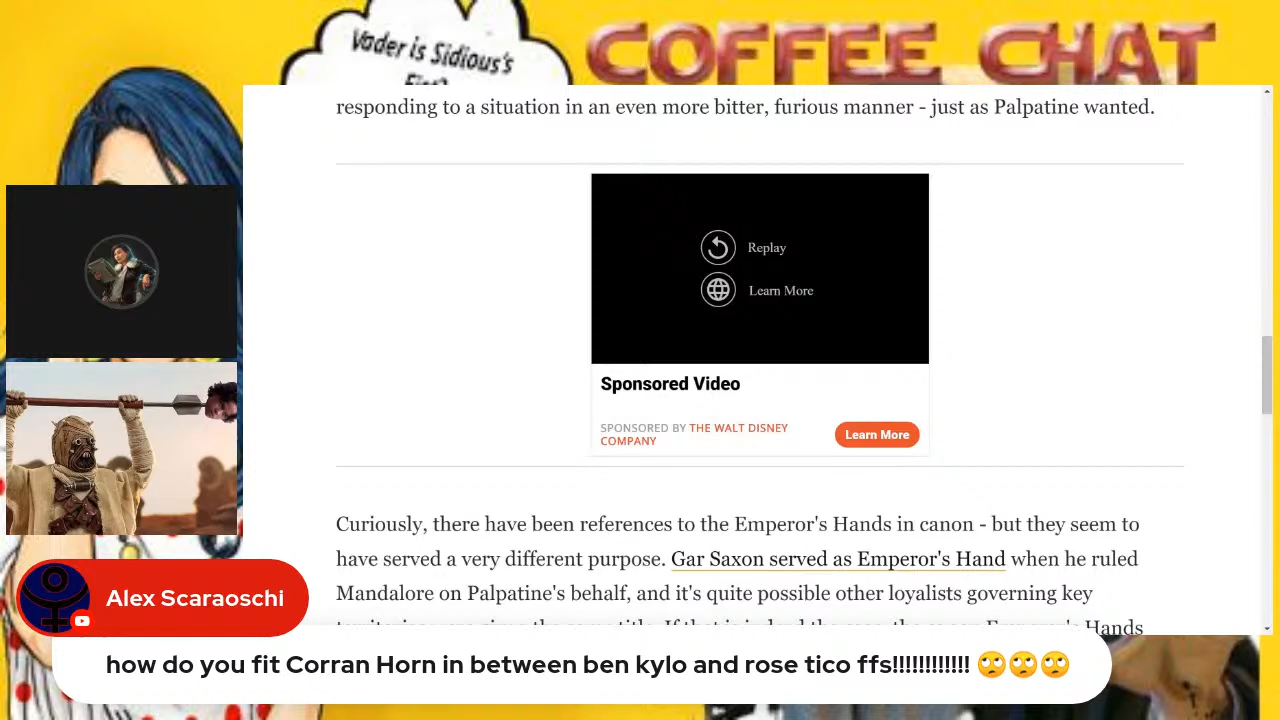 Vader is Sidious's
COFFEE CHAT
responding to a situation in an even more bitter, furious manner - just as Palpatine wanted.
Replay
Learn More
Sponsored Video
SPONSORED BY THE WALT DISNEY
COMPANY
Learn More
Curiously, there have been references to the Emperor's Hands in canon - but they seem to
have served a very different purpose. Gar Saxon served as Emperor's Hand when he ruled
Mandalore on Palpatine's behalf, and it's quite possible other loyalists governing key
Hands
Alex Scaraoschi
how do you fit Corran Horn in between ben kylo and rose tico ffs!!!!!!!!!!!! 🙄🙄🙄